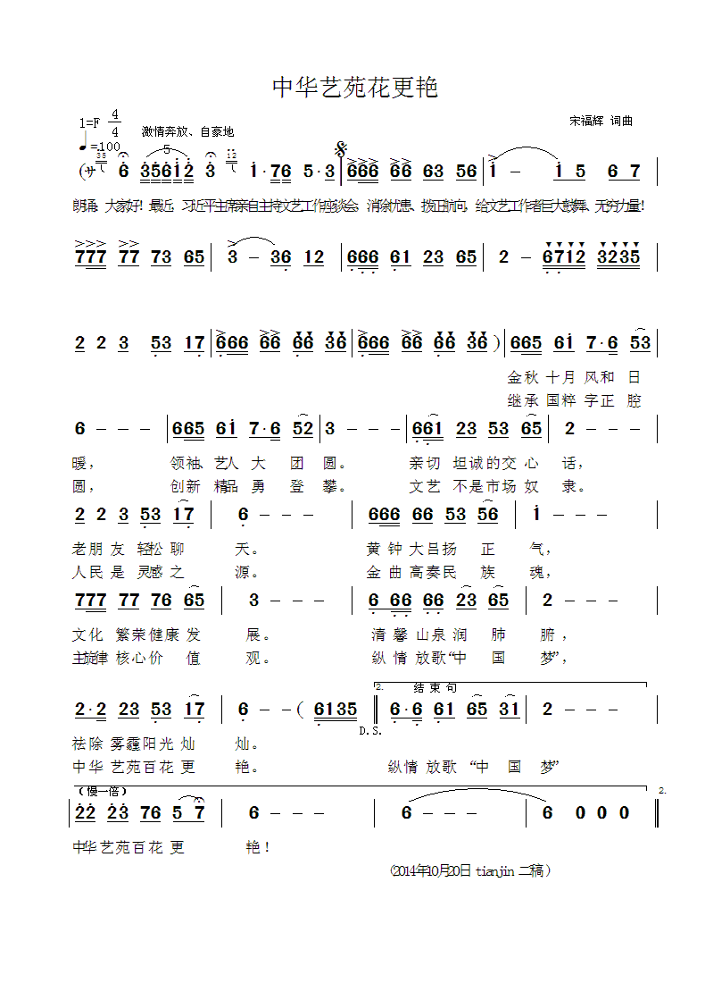 中华艺苑花更艳
1=F 4/4
激情奔放、自豪地
宋福辉 词曲
♩=100
(サ 6 35612 3 1·76 5·3 | 666 66 63 56 | 1 – 1 5 6 7
朗诵：大家好！最近，习近平主席亲自主持文艺工作座谈会，消除忧患、拨正航向，给文艺工作者巨大鼓舞、无穷力量！
777 77 73 65 | 3 – 36 12 | 666 61 23 65 | 2 – 6712 3235 |
2 2 3 53 17 | 666 66 66 36 | 666 66 66 36 ) | 665 61 7·6 53 |
金秋 十月 风和 日
继承 国粹 字正 腔
6 – – – | 665 61 7·6 52 | 3 – – – | 661 23 53 65 | 2 – – – |
暖， 领袖、艺人 大 团 圆。 亲切 坦诚的交 心 话，
圆， 创新 精品 勇 登 攀。 文艺 不是市场 奴 隶。
2 2 3 53 17 | 6 – – – | 666 66 53 56 | 1 – – – |
老朋 友 轻松 聊 天。 黄 钟 大吕扬 正 气，
人民 是 灵感 之 源。 金 曲 高奏民 族 魂，
777 77 76 65 | 3 – – – | 6 66 66 23 65 | 2 – – – |
文化 繁荣健康 发 展。 清 馨 山泉 润 肺 腑，
主旋律 核心价 值 观。 纵 情 放歌“中 国 梦”，
2. 结 束 句
2·2 23 53 17 | 6 – – ( 6135 ‖ 6·6 61 65 31 | 2 – – – |
D.S.
祛除 雾霾阳光 灿 灿。
中华 艺苑百花 更 艳。 纵情 放歌 “中 国 梦”
(慢一倍) 2.
22 23 76 5 7 | 6 – – – | 6 – – – | 6 0 0 0 ‖
中华艺苑百花 更 艳！
(2014年10月20日 tianjin 二稿)